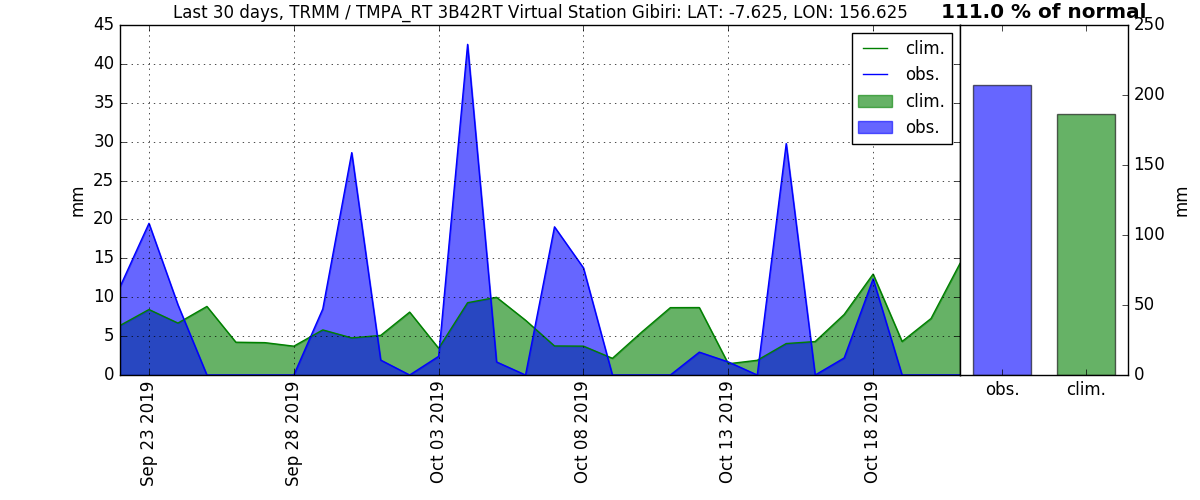 Last 30 days, TRMM / TMPA_RT 3B42RT Virtual Station Gibiri: LAT: -7.625, LON: 156.625
111.0 % of normal
45
40
35
30
25
20
15
10
5
0
mm
clim.
obs.
clim.
obs.
250
200
150
100
50
0
mm
obs.
clim.
Sep 23 2019
Sep 28 2019
Oct 03 2019
Oct 08 2019
Oct 13 2019
Oct 18 2019